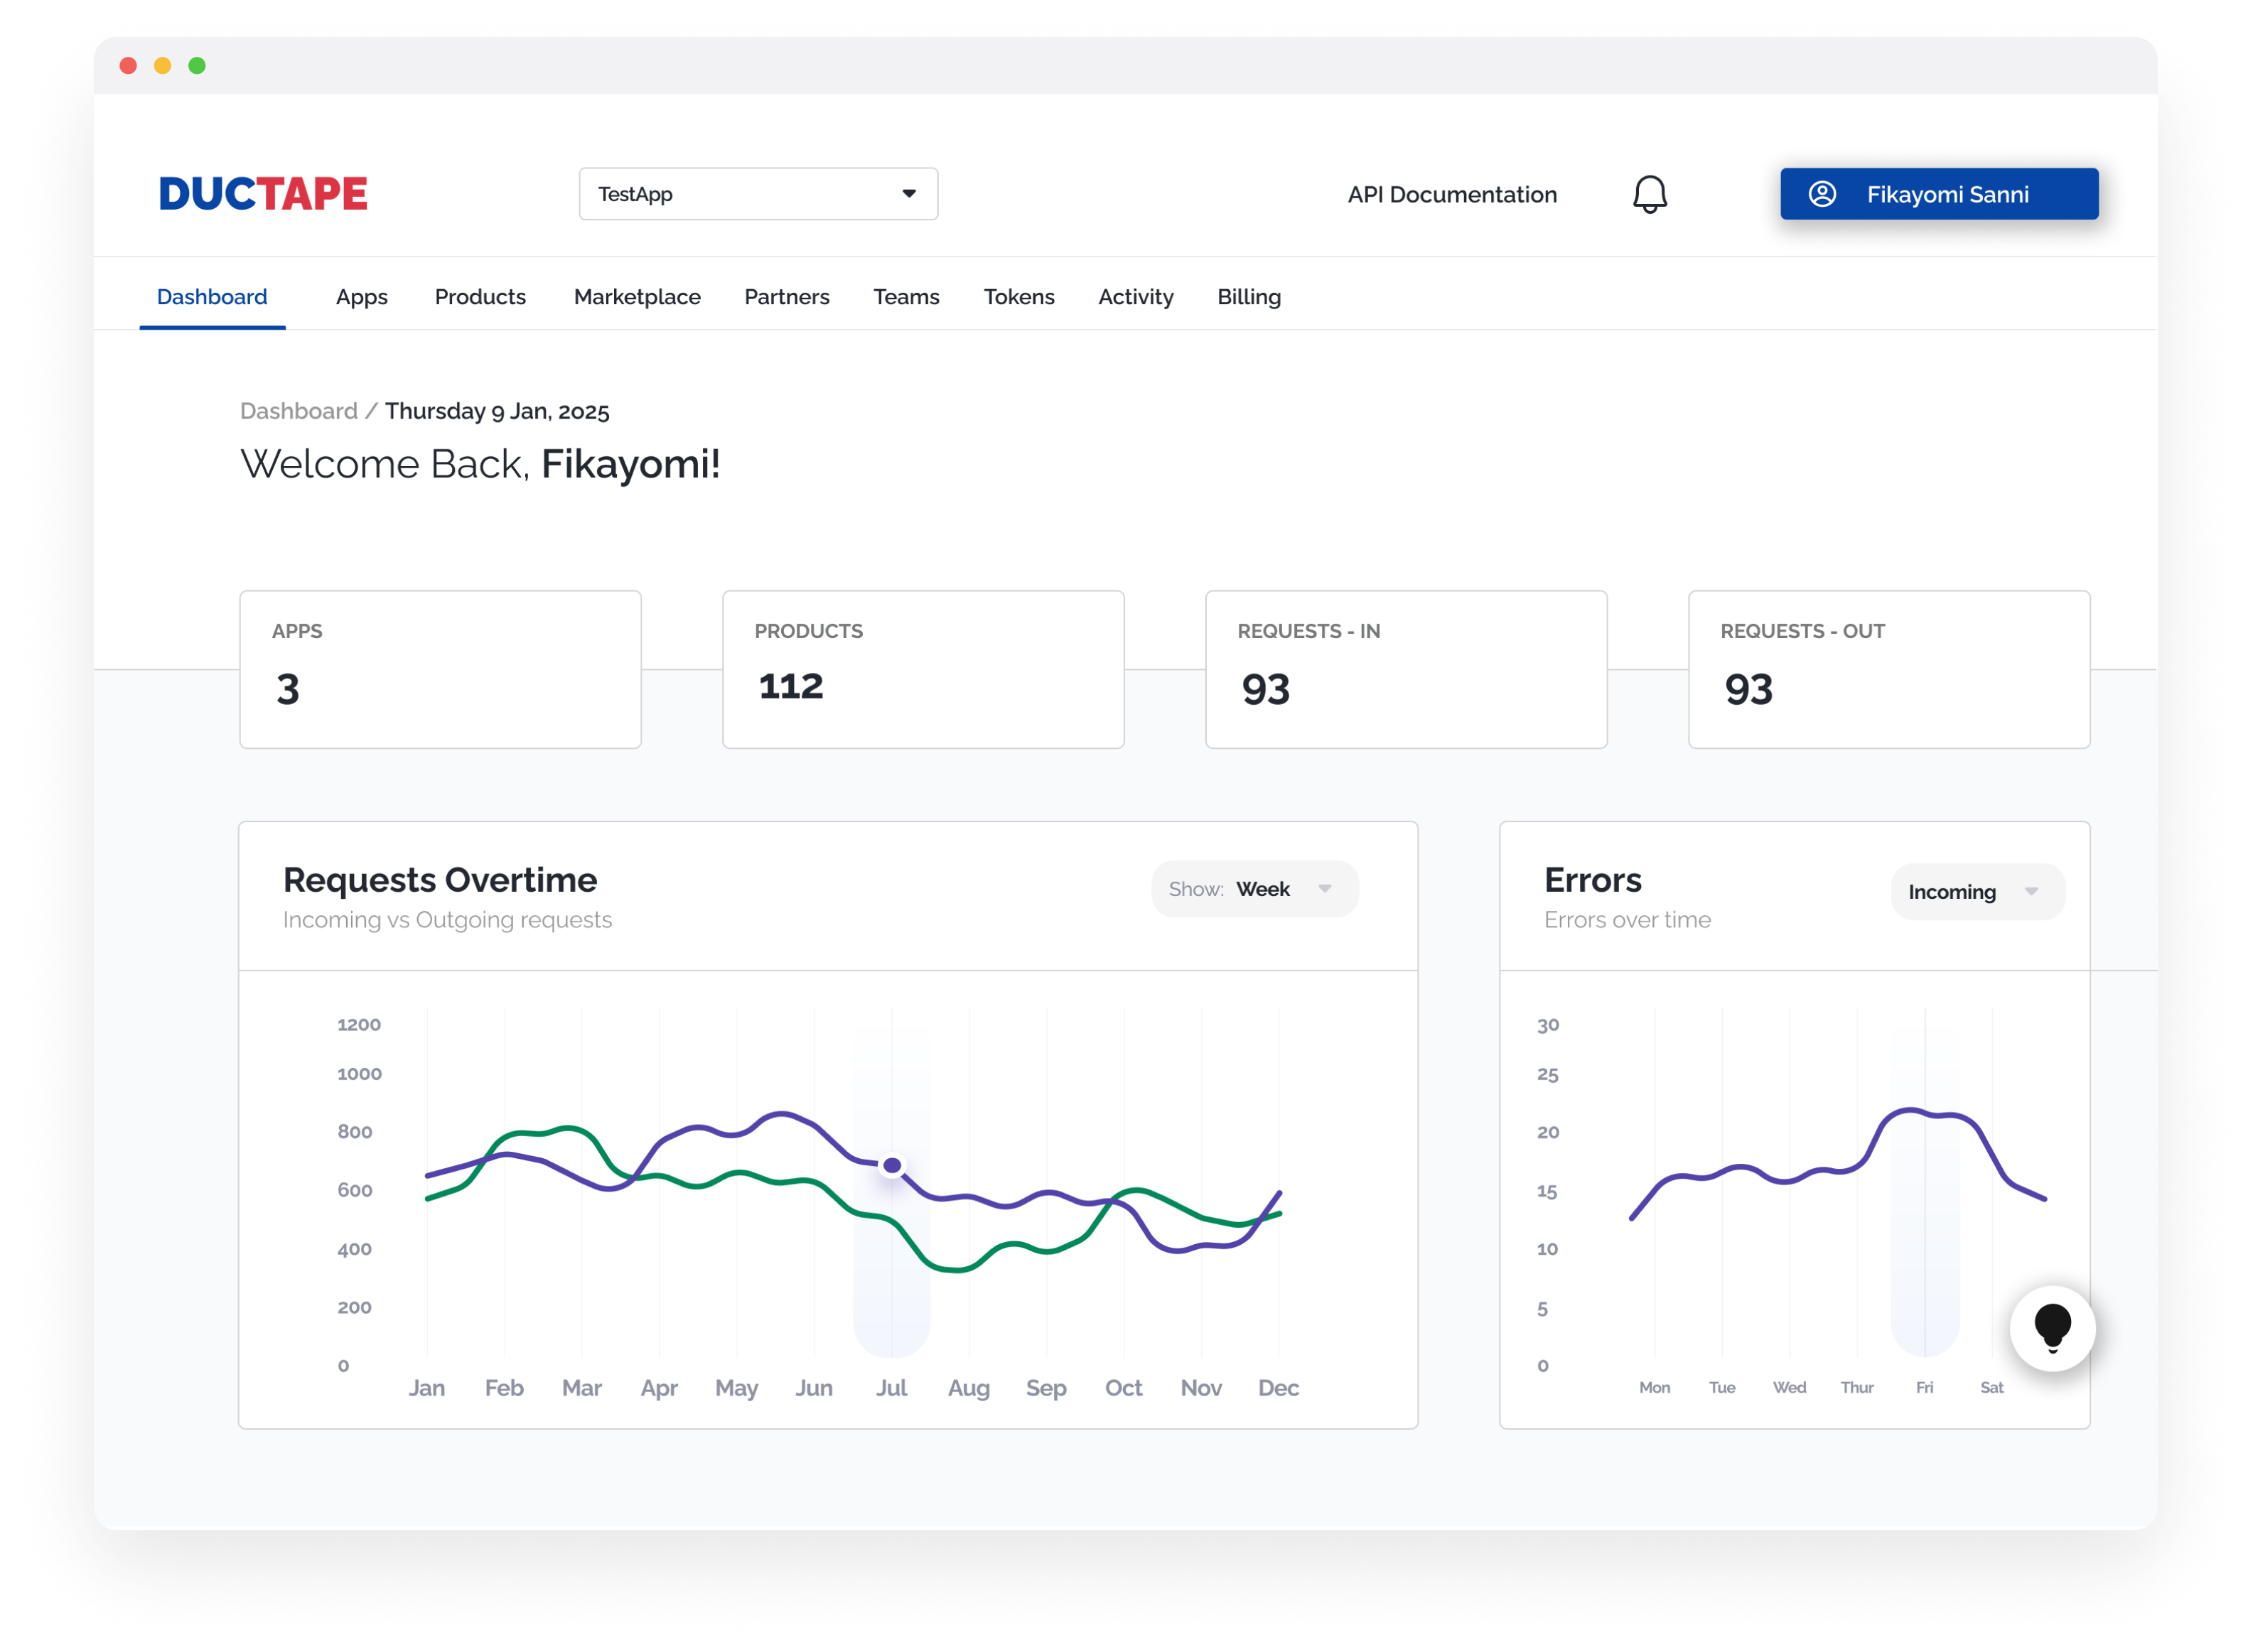 DUCTAPE
TestApp
API Documentation
Fikayomi Sanni
Dashboard Apps Products Marketplace Partners Teams Tokens Activity Billing
Dashboard / Thursday 9 Jan, 2025
Welcome Back, Fikayomi!
APPS
3
PRODUCTS
112
REQUESTS - IN
93
REQUESTS - OUT
93
Requests Overtime
Incoming vs Outgoing requests
Show: Week
1200
1000
800
600
400
200
0
Jan Feb Mar Apr May Jun Jul Aug Sep Oct Nov Dec
Errors
Errors over time
Incoming
30
25
20
15
10
5
0
Mon Tue Wed Thur Fri Sat